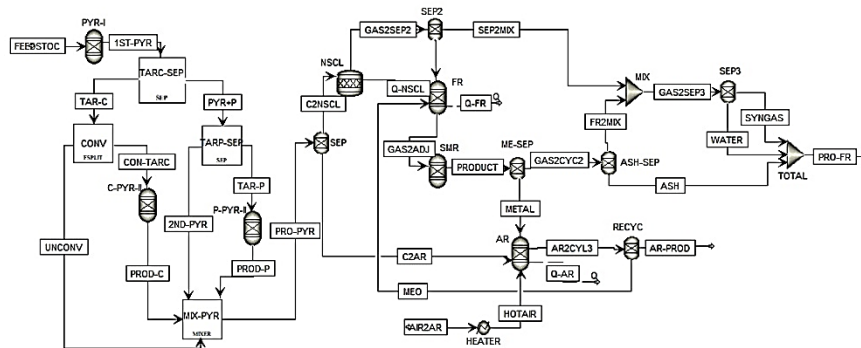 PYR-I
FEEDSTOC
1ST-PYR
TARC-SEP
SEP
TAR-C
PYR+P
CONV
FSPLIT
TARP-SEP
SEP
CON-TARC
TAR-P
C-PYR-II
P-PYR-II
2ND-PYR
UNCONV
PROD-C
PROD-P
MIX-PYR
MIXER
PRO-PYR
SEP
C2NSCL
NSCL
GAS2SEP2
SEP2
SEP2MIX
Q-NSCL
FR
Q-FR
Q
GAS2ADJ
SMR
PRODUCT
ME-SEP
GAS2CYC2
ASH-SEP
FR2MIX
MIX
GAS2SEP3
SEP3
SYNGAS
WATER
TOTAL
PRO-FR
ASH
METAL
AR
C2AR
AR2CYL3
RECYC
AR-PROD
Q-AR
Q
MEO
HOTAIR
AIR2AR
HEATER